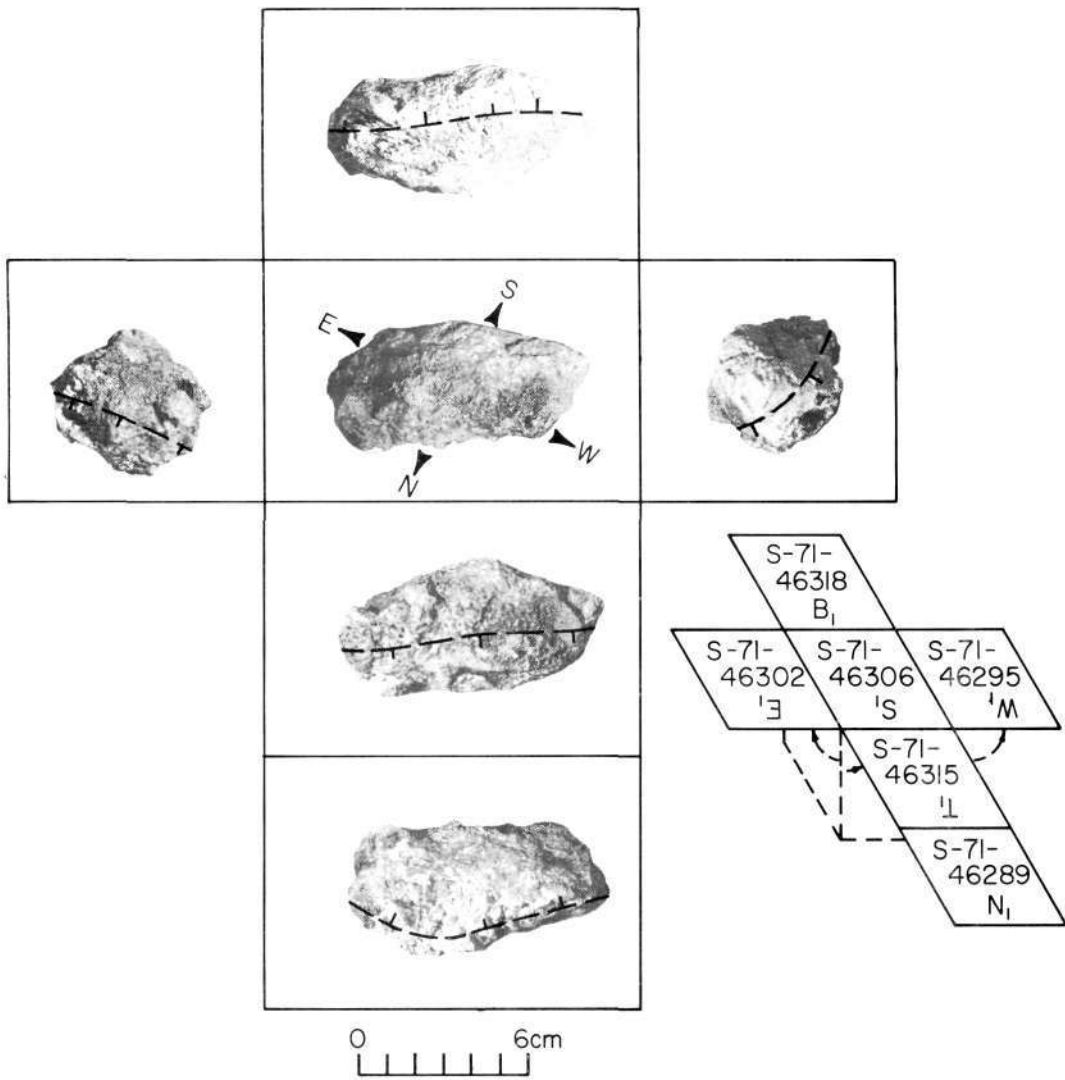 S
E
W
N
S-71-
46318
B₁
S-71-
46302
E₁
S-71-
46306
S₁
S-71-
46295
W₁
S-71-
46315
T₁
S-71-
46289
N₁
0 6cm